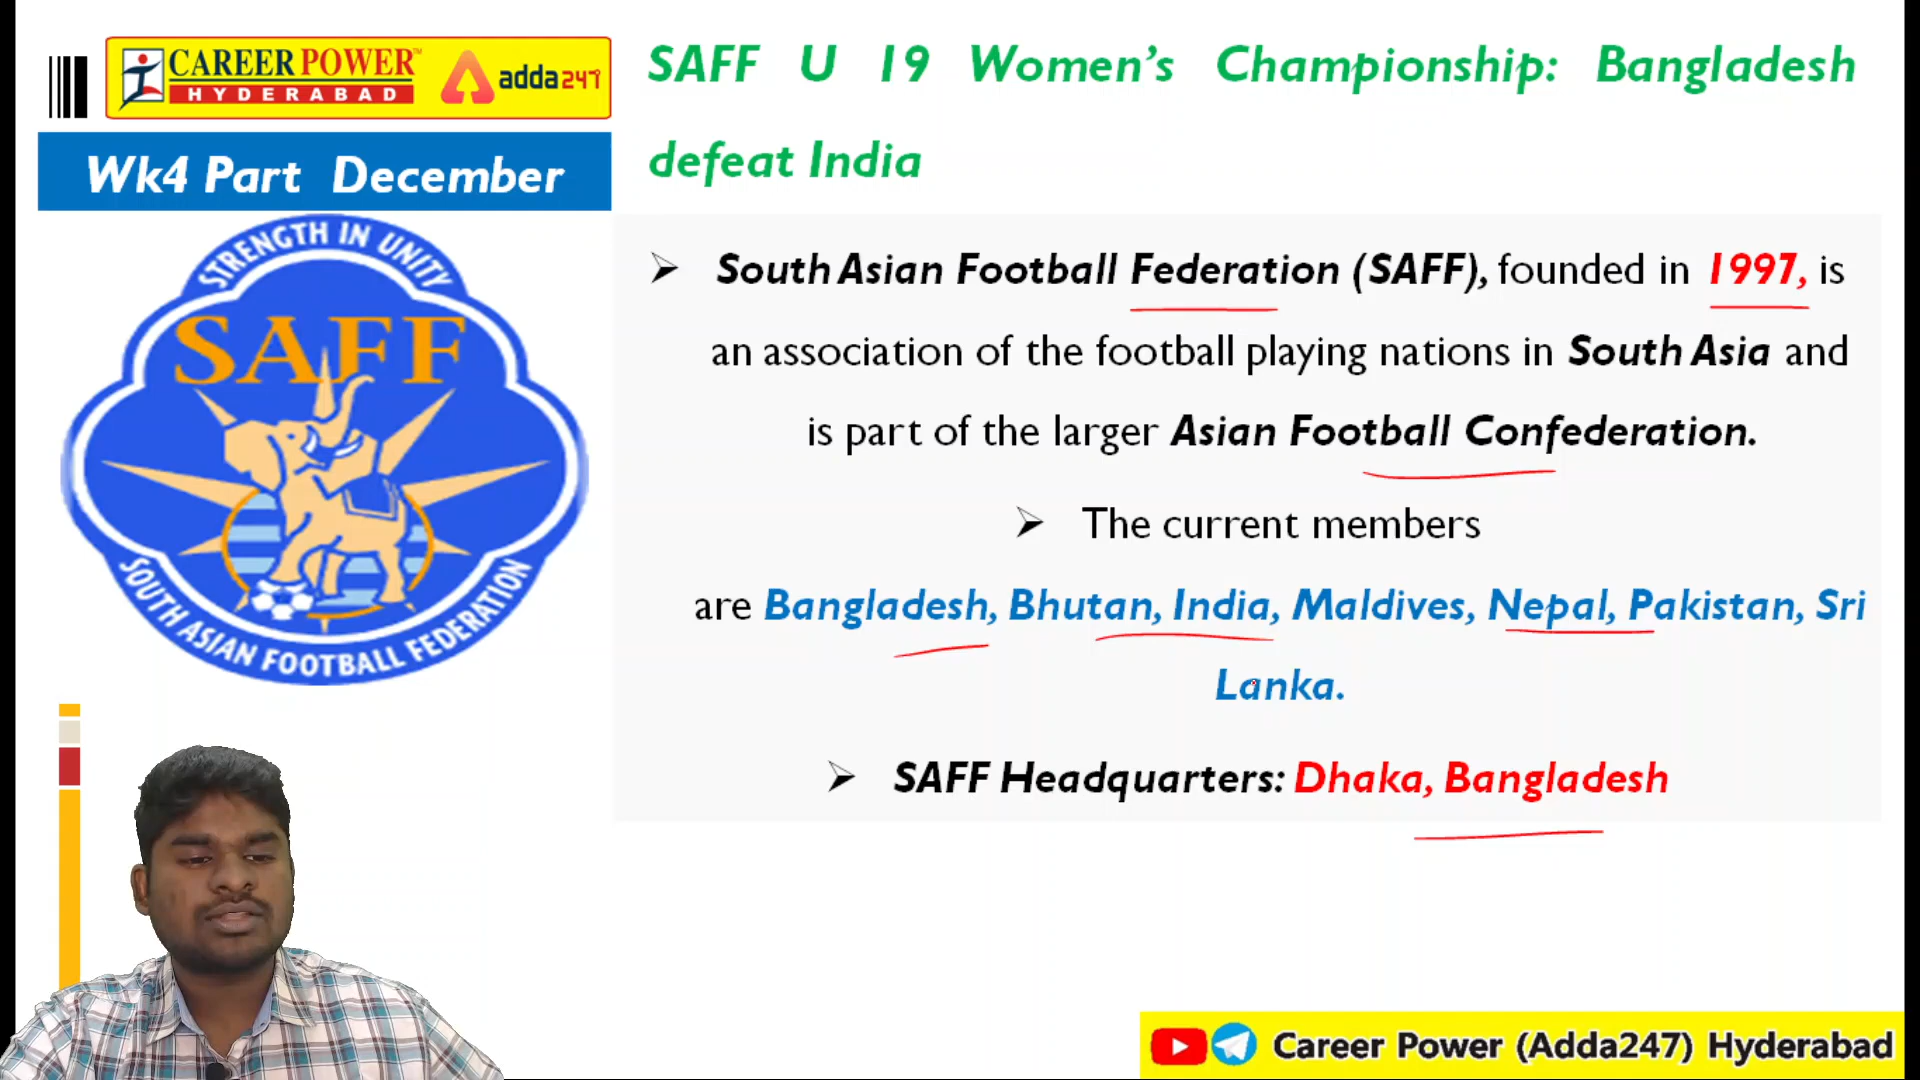 CAREER POWER™
HYDERABAD
adda247
Wk4 Part December
SAFF U 19 Women's Championship: Bangladesh
defeat India
STRENGTH IN UNITY
SAFF
SOUTH ASIAN FOOTBALL FEDERATION
➢ South Asian Football Federation (SAFF), founded in 1997, is
an association of the football playing nations in South Asia and
is part of the larger Asian Football Confederation.
➢ The current members
are Bangladesh, Bhutan, India, Maldives, Nepal, Pakistan, Sri
Lanka.
➢ SAFF Headquarters: Dhaka, Bangladesh
Career Power (Adda247) Hyderabad